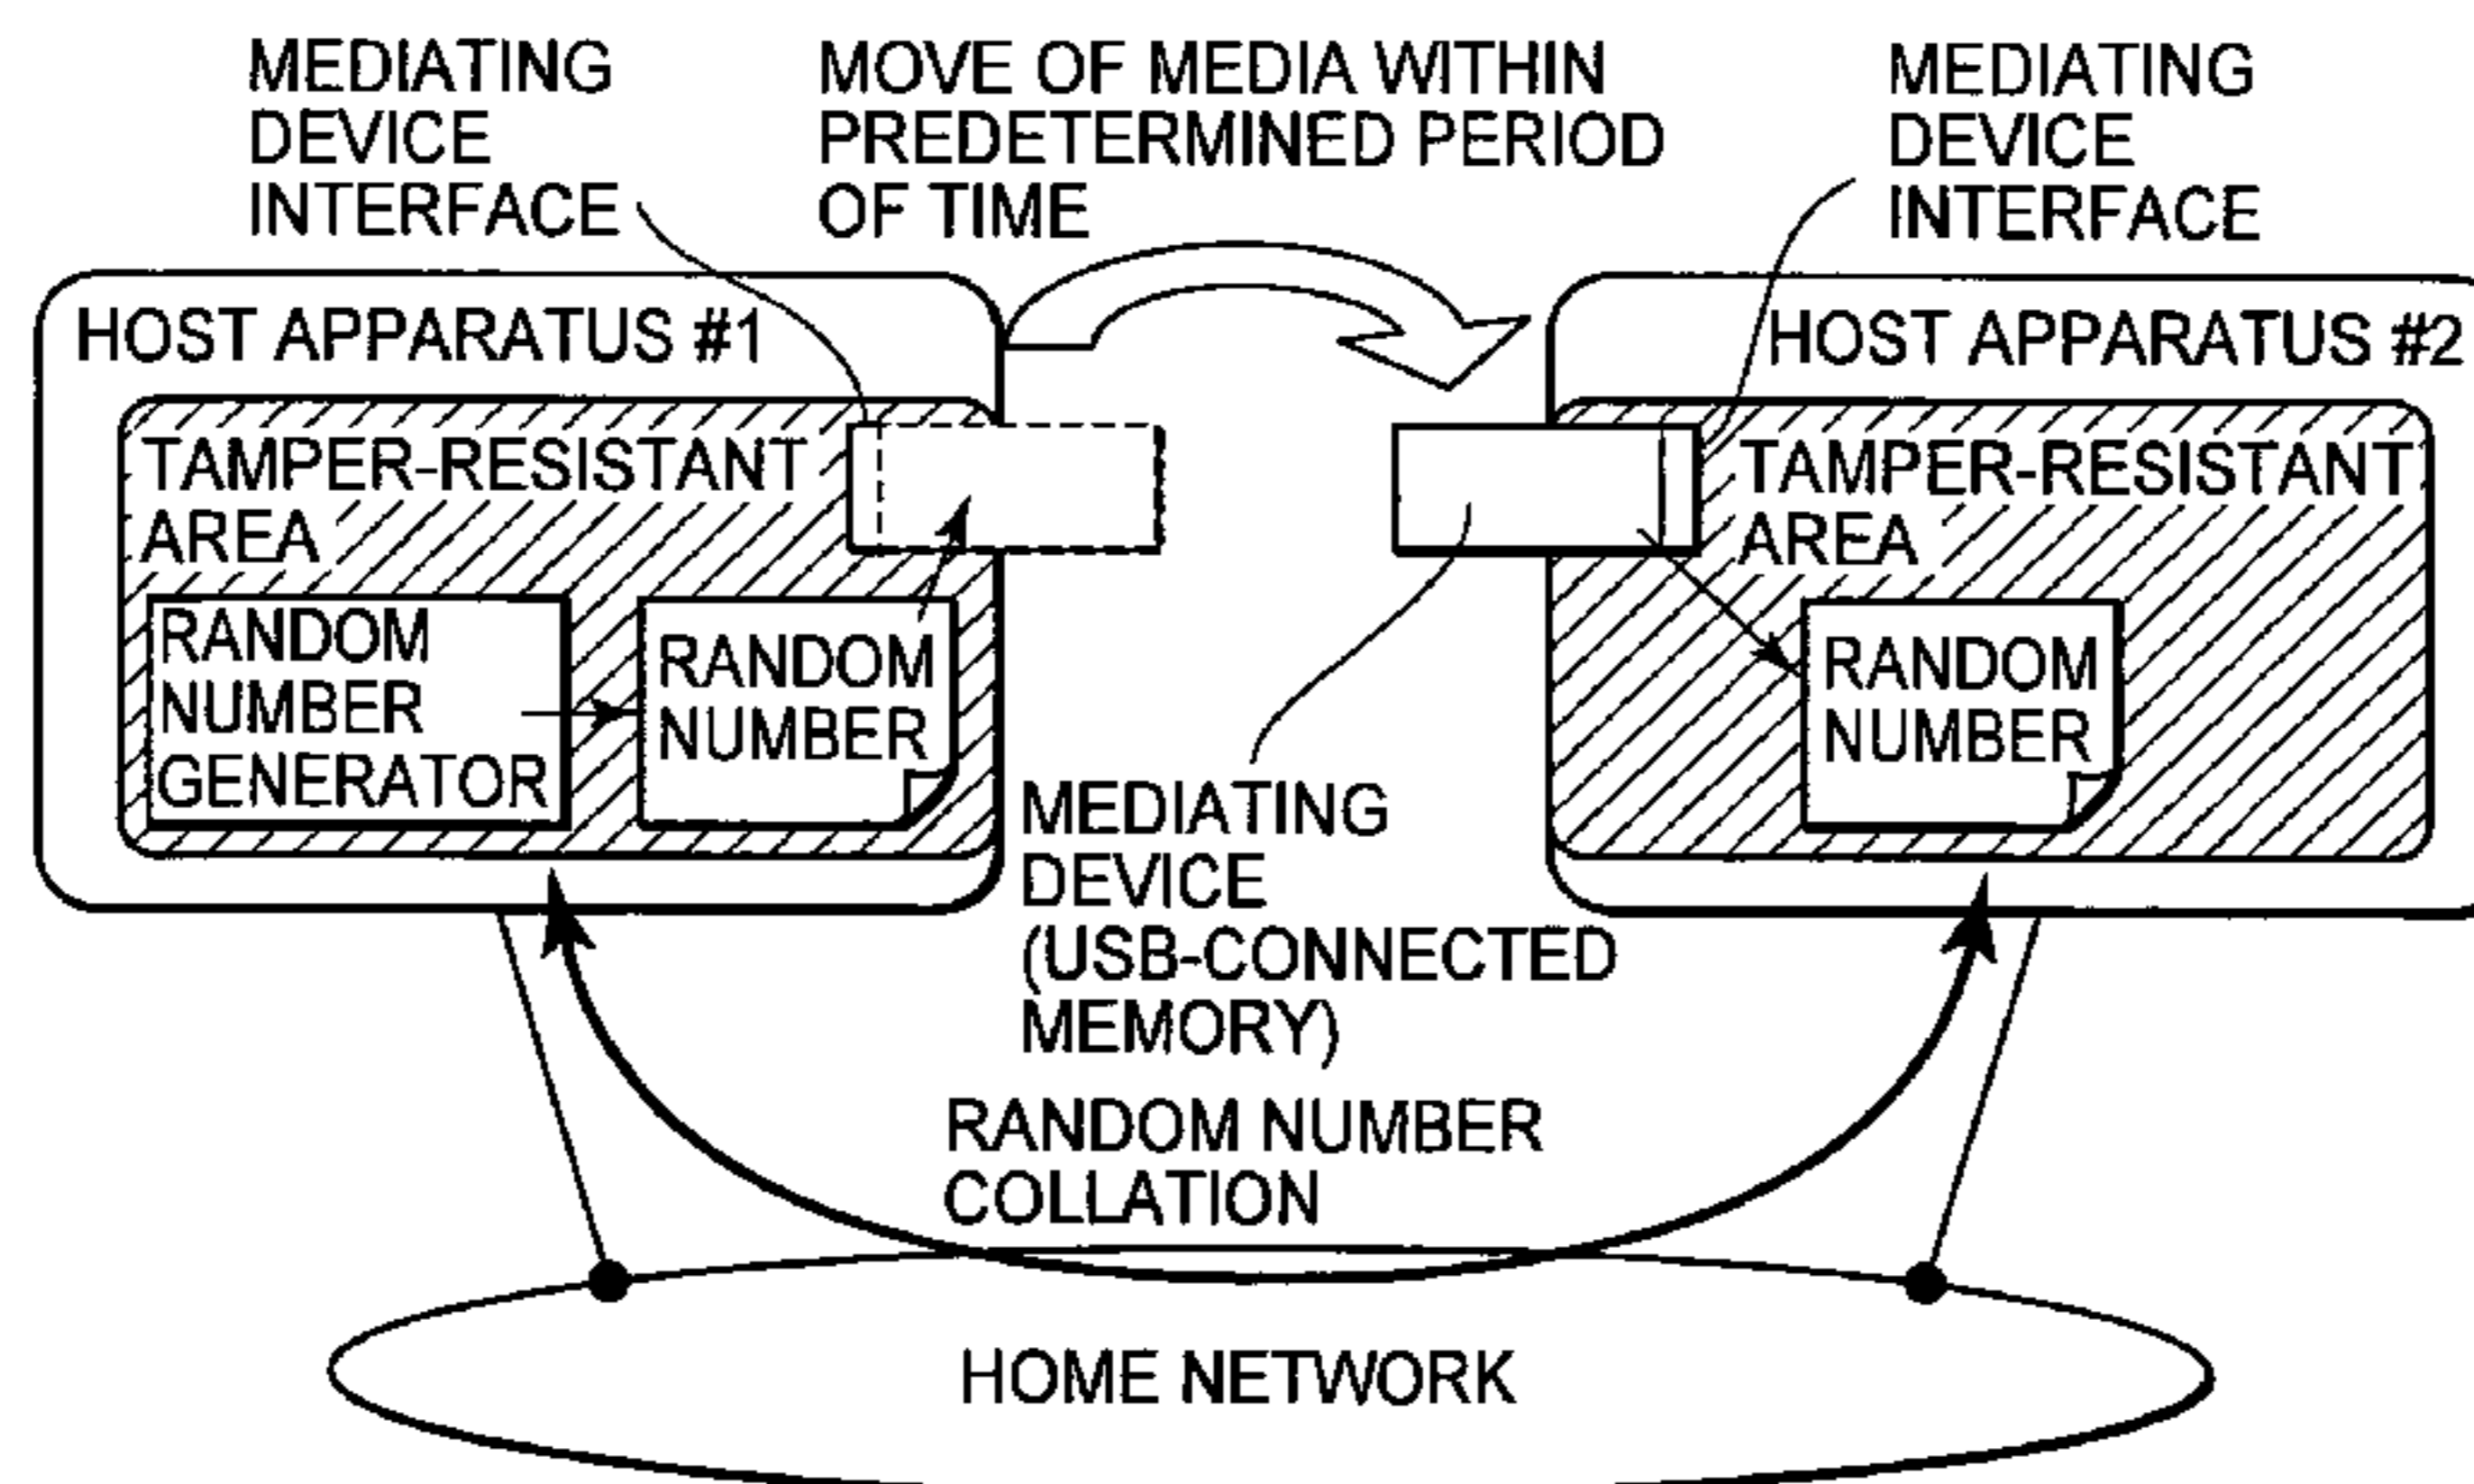 MEDIATING
DEVICE
INTERFACE
MOVE OF MEDIA WITHIN
PREDETERMINED PERIOD
OF TIME
MEDIATING
DEVICE
INTERFACE
HOST APPARATUS #1
HOST APPARATUS #2
TAMPER-RESISTANT
AREA
TAMPER-RESISTANT
AREA
RANDOM
NUMBER
GENERATOR
RANDOM
NUMBER
RANDOM
NUMBER
MEDIATING
DEVICE
(USB-CONNECTED
MEMORY)
RANDOM NUMBER
COLLATION
HOME NETWORK